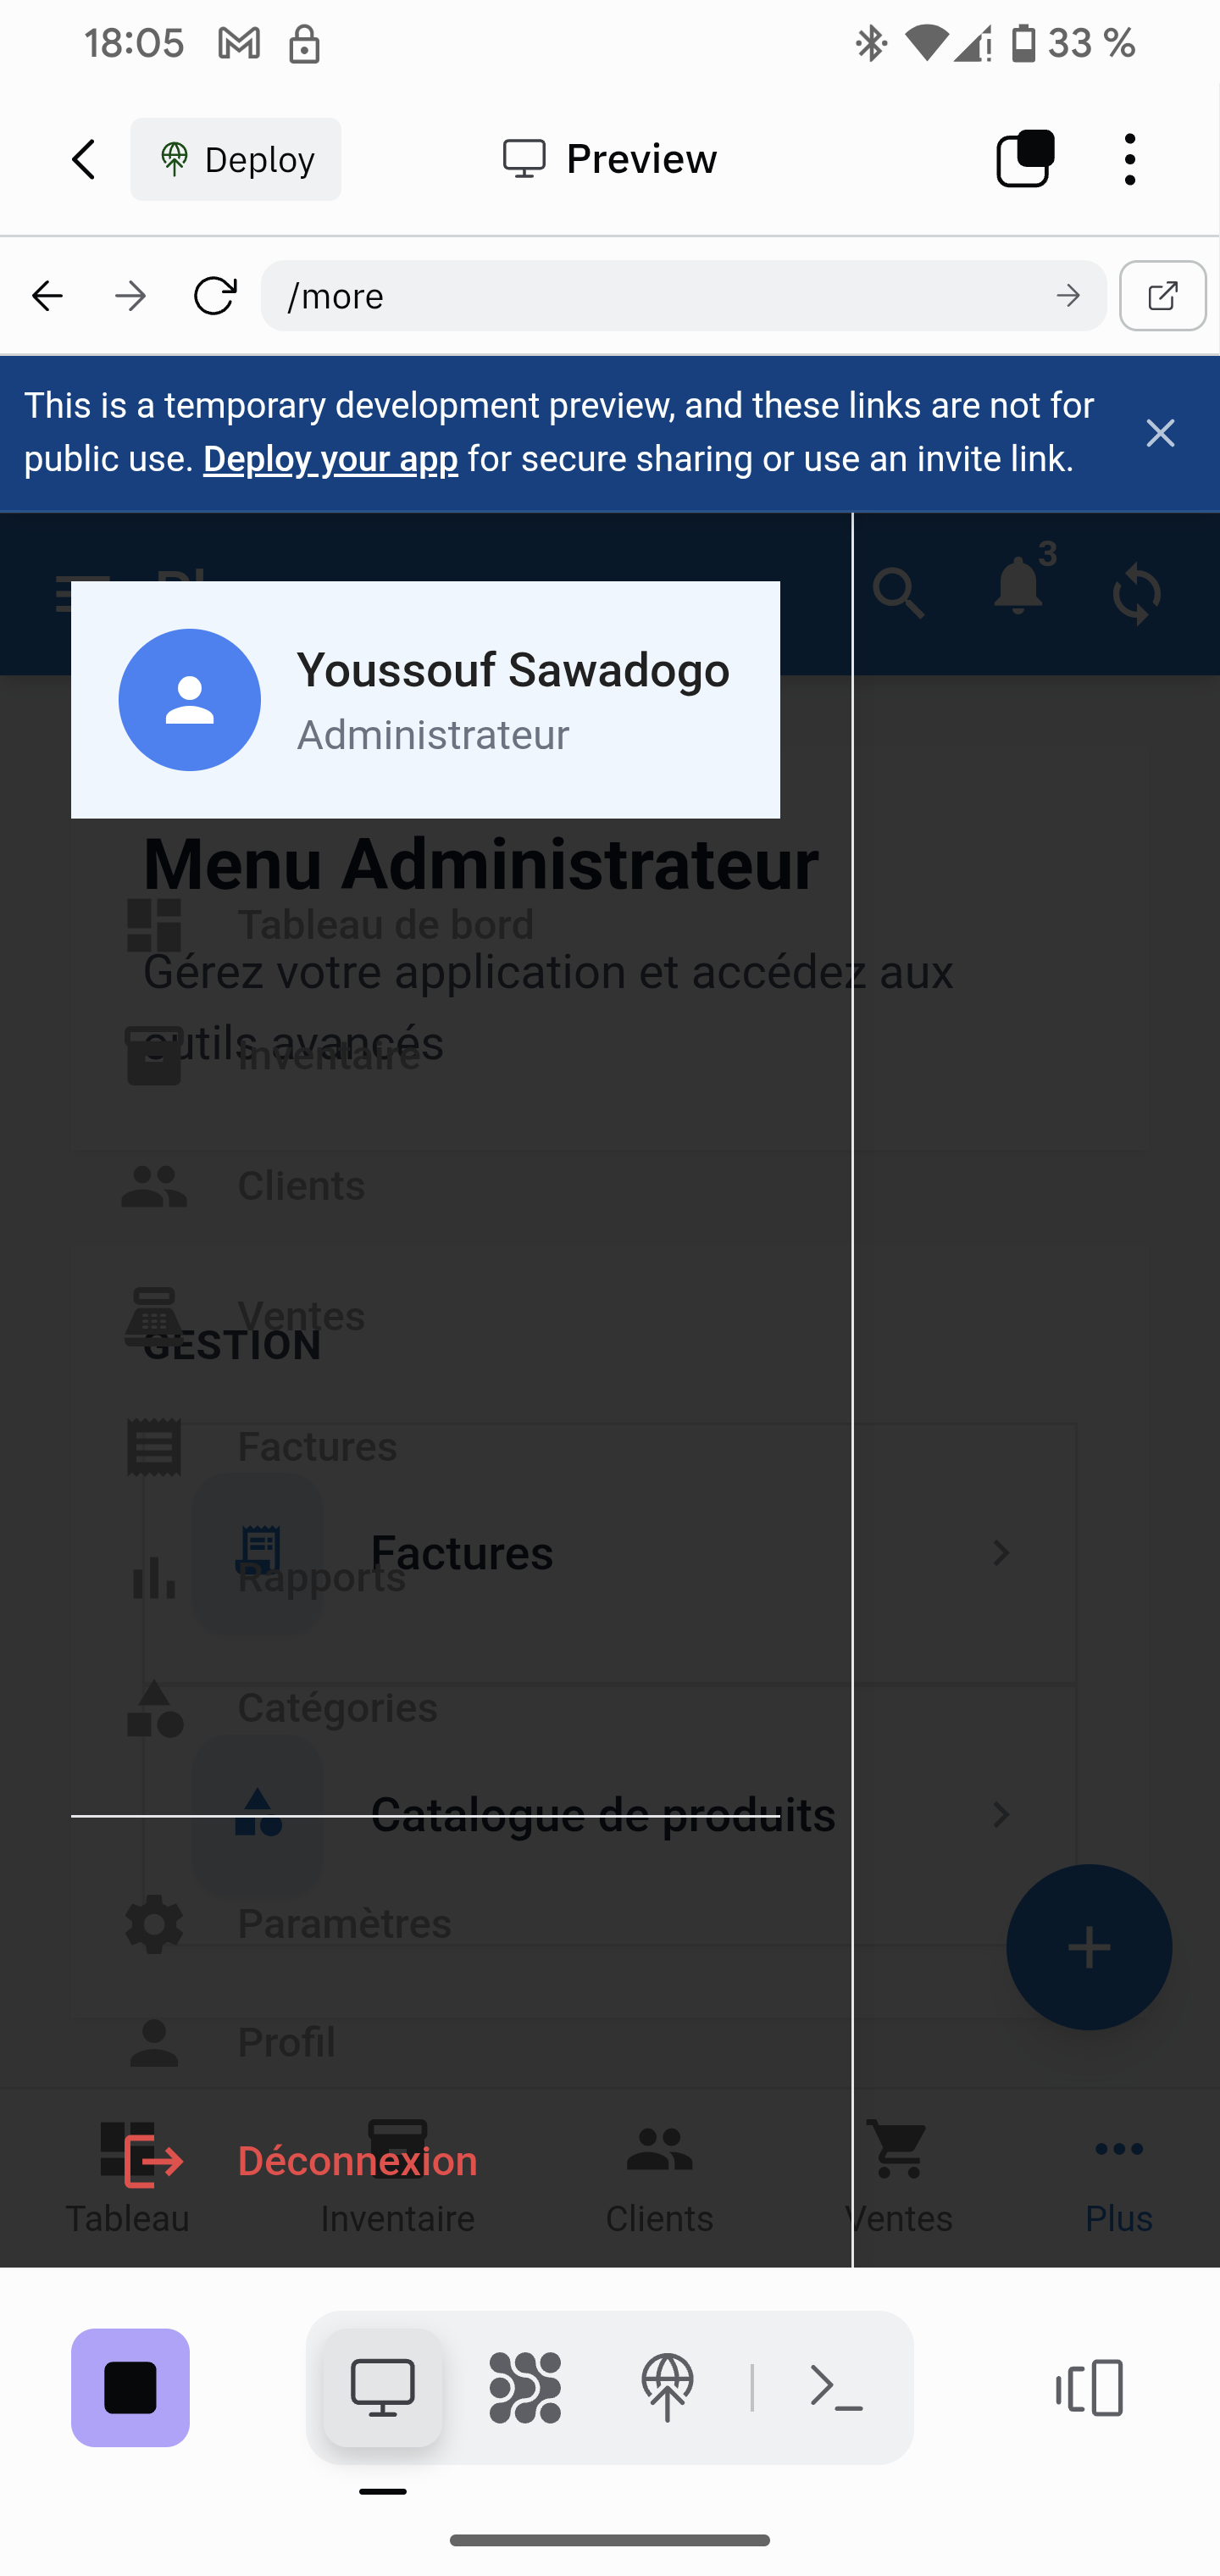 18:05
33 %
Deploy
Preview
/more
This is a temporary development preview, and these links are not for
public use. Deploy your app for secure sharing or use an invite link.
3
Youssouf Sawadogo
Administrateur
Menu Administrateur
Tableau de bord
Gérez votre application et accédez aux
outils avancés
Inventaire
Clients
Ventes
GESTION
Factures
Factures
Rapports
Catégories
Catalogue de produits
Paramètres
Profil
Déconnexion
Tableau
Inventaire
Clients
Ventes
Plus